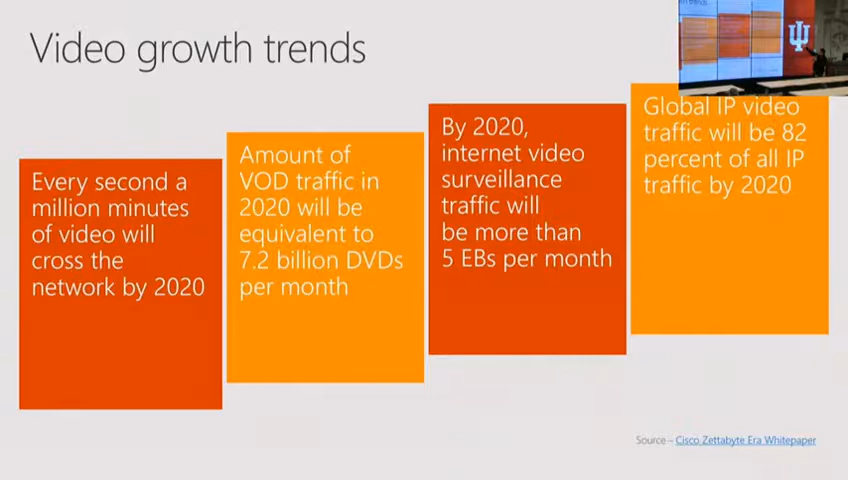 Video growth trends
Every second a
million minutes
of video will
cross the
network by 2020
Amount of
VOD traffic in
2020 will be
equivalent to
7.2 billion DVDs
per month
By 2020,
internet video
surveillance
traffic will
be more than
5 EBs per month
Global IP video
traffic will be 82
percent of all IP
traffic by 2020
Source – Cisco Zettabyte Era Whitepaper